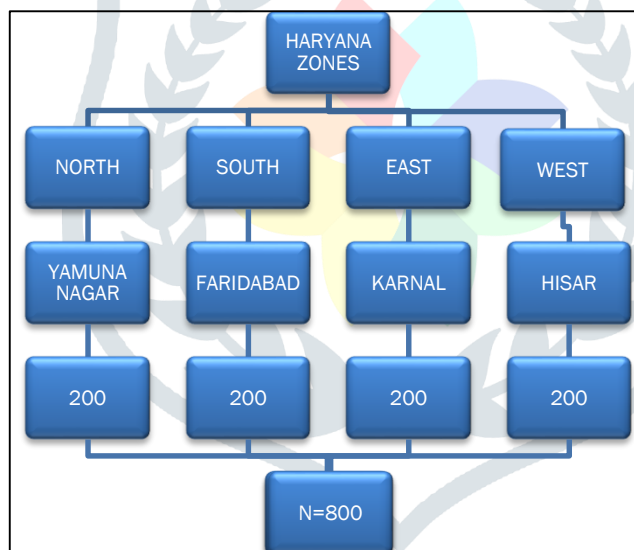 HARYANA
ZONES
NORTH SOUTH EAST WEST
YAMUNA
NAGAR
FARIDABAD KARNAL HISAR
200 200 200 200
N=800